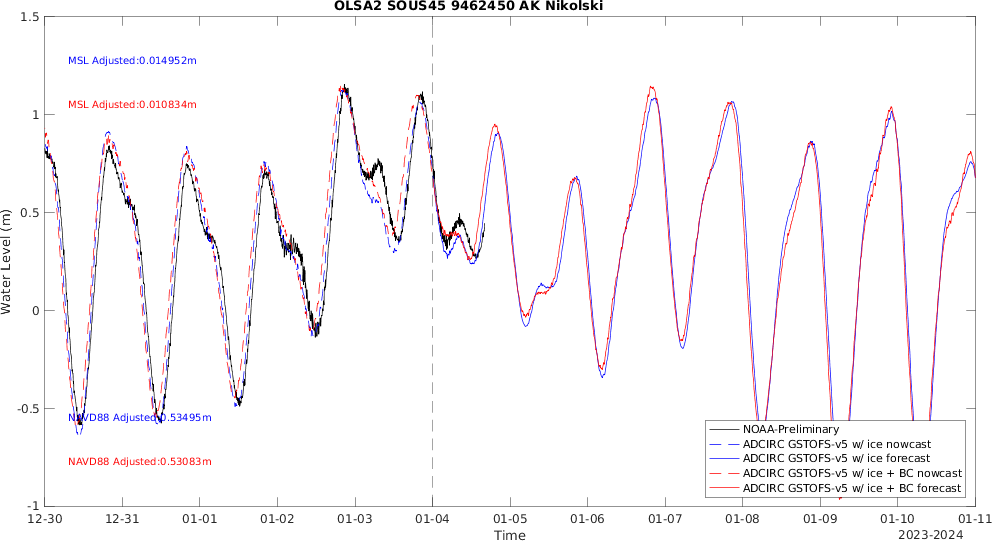 OLSA2 SOUS45 9462450 AK Nikolski
1.5
1
0.5
0
-0.5
-1
Water Level (m)
MSL Adjusted:0.014952m
MSL Adjusted:0.010834m
NAVD88 Adjusted:0.53495m
NAVD88 Adjusted:0.53083m
NOAA-Preliminary
ADCIRC GSTOFS-v5 w/ ice nowcast
ADCIRC GSTOFS-v5 w/ ice forecast
ADCIRC GSTOFS-v5 w/ ice + BC nowcast
ADCIRC GSTOFS-v5 w/ ice + BC forecast
12-30 12-31 01-01 01-02 01-03 01-04 01-05 01-06 01-07 01-08 01-09 01-10 01-11
Time
2023-2024